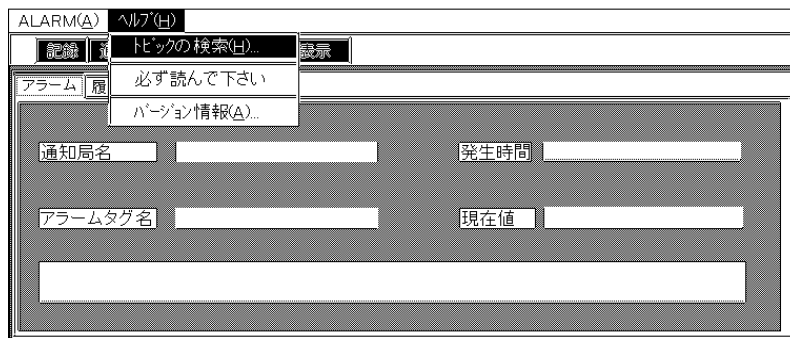 ALARM(A) ﾍﾙﾌﾟ(H)
記録 表示
ﾄﾋﾟｯｸの検索(H)...
アラーム 履
必ず読んで下さい
ﾊﾞｰｼﾞｮﾝ情報(A)...
通知局名 発生時間
アラームタグ名 現在値